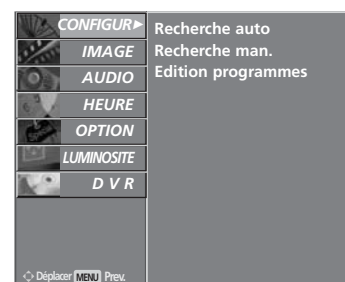 CONFIGUR►
IMAGE
AUDIO
HEURE
OPTION
LUMINOSITE
D V R
Recherche auto
Recherche man.
Edition programmes
Déplacer MENU Prev.